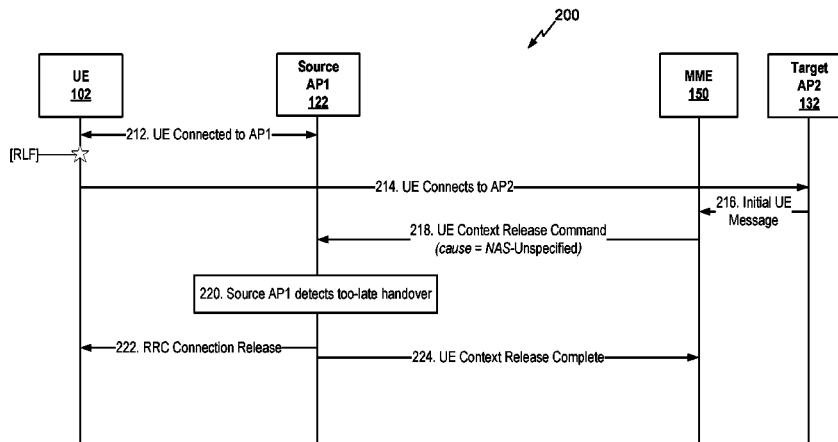 200
UE
102
Source
AP1
122
MME
150
Target
AP2
132
212. UE Connected to AP1
[RLF]
214. UE Connects to AP2
216. Initial UE
Message
218. UE Context Release Command
(cause = NAS-Unspecified)
220. Source AP1 detects too-late handover
222. RRC Connection Release
224. UE Context Release Complete